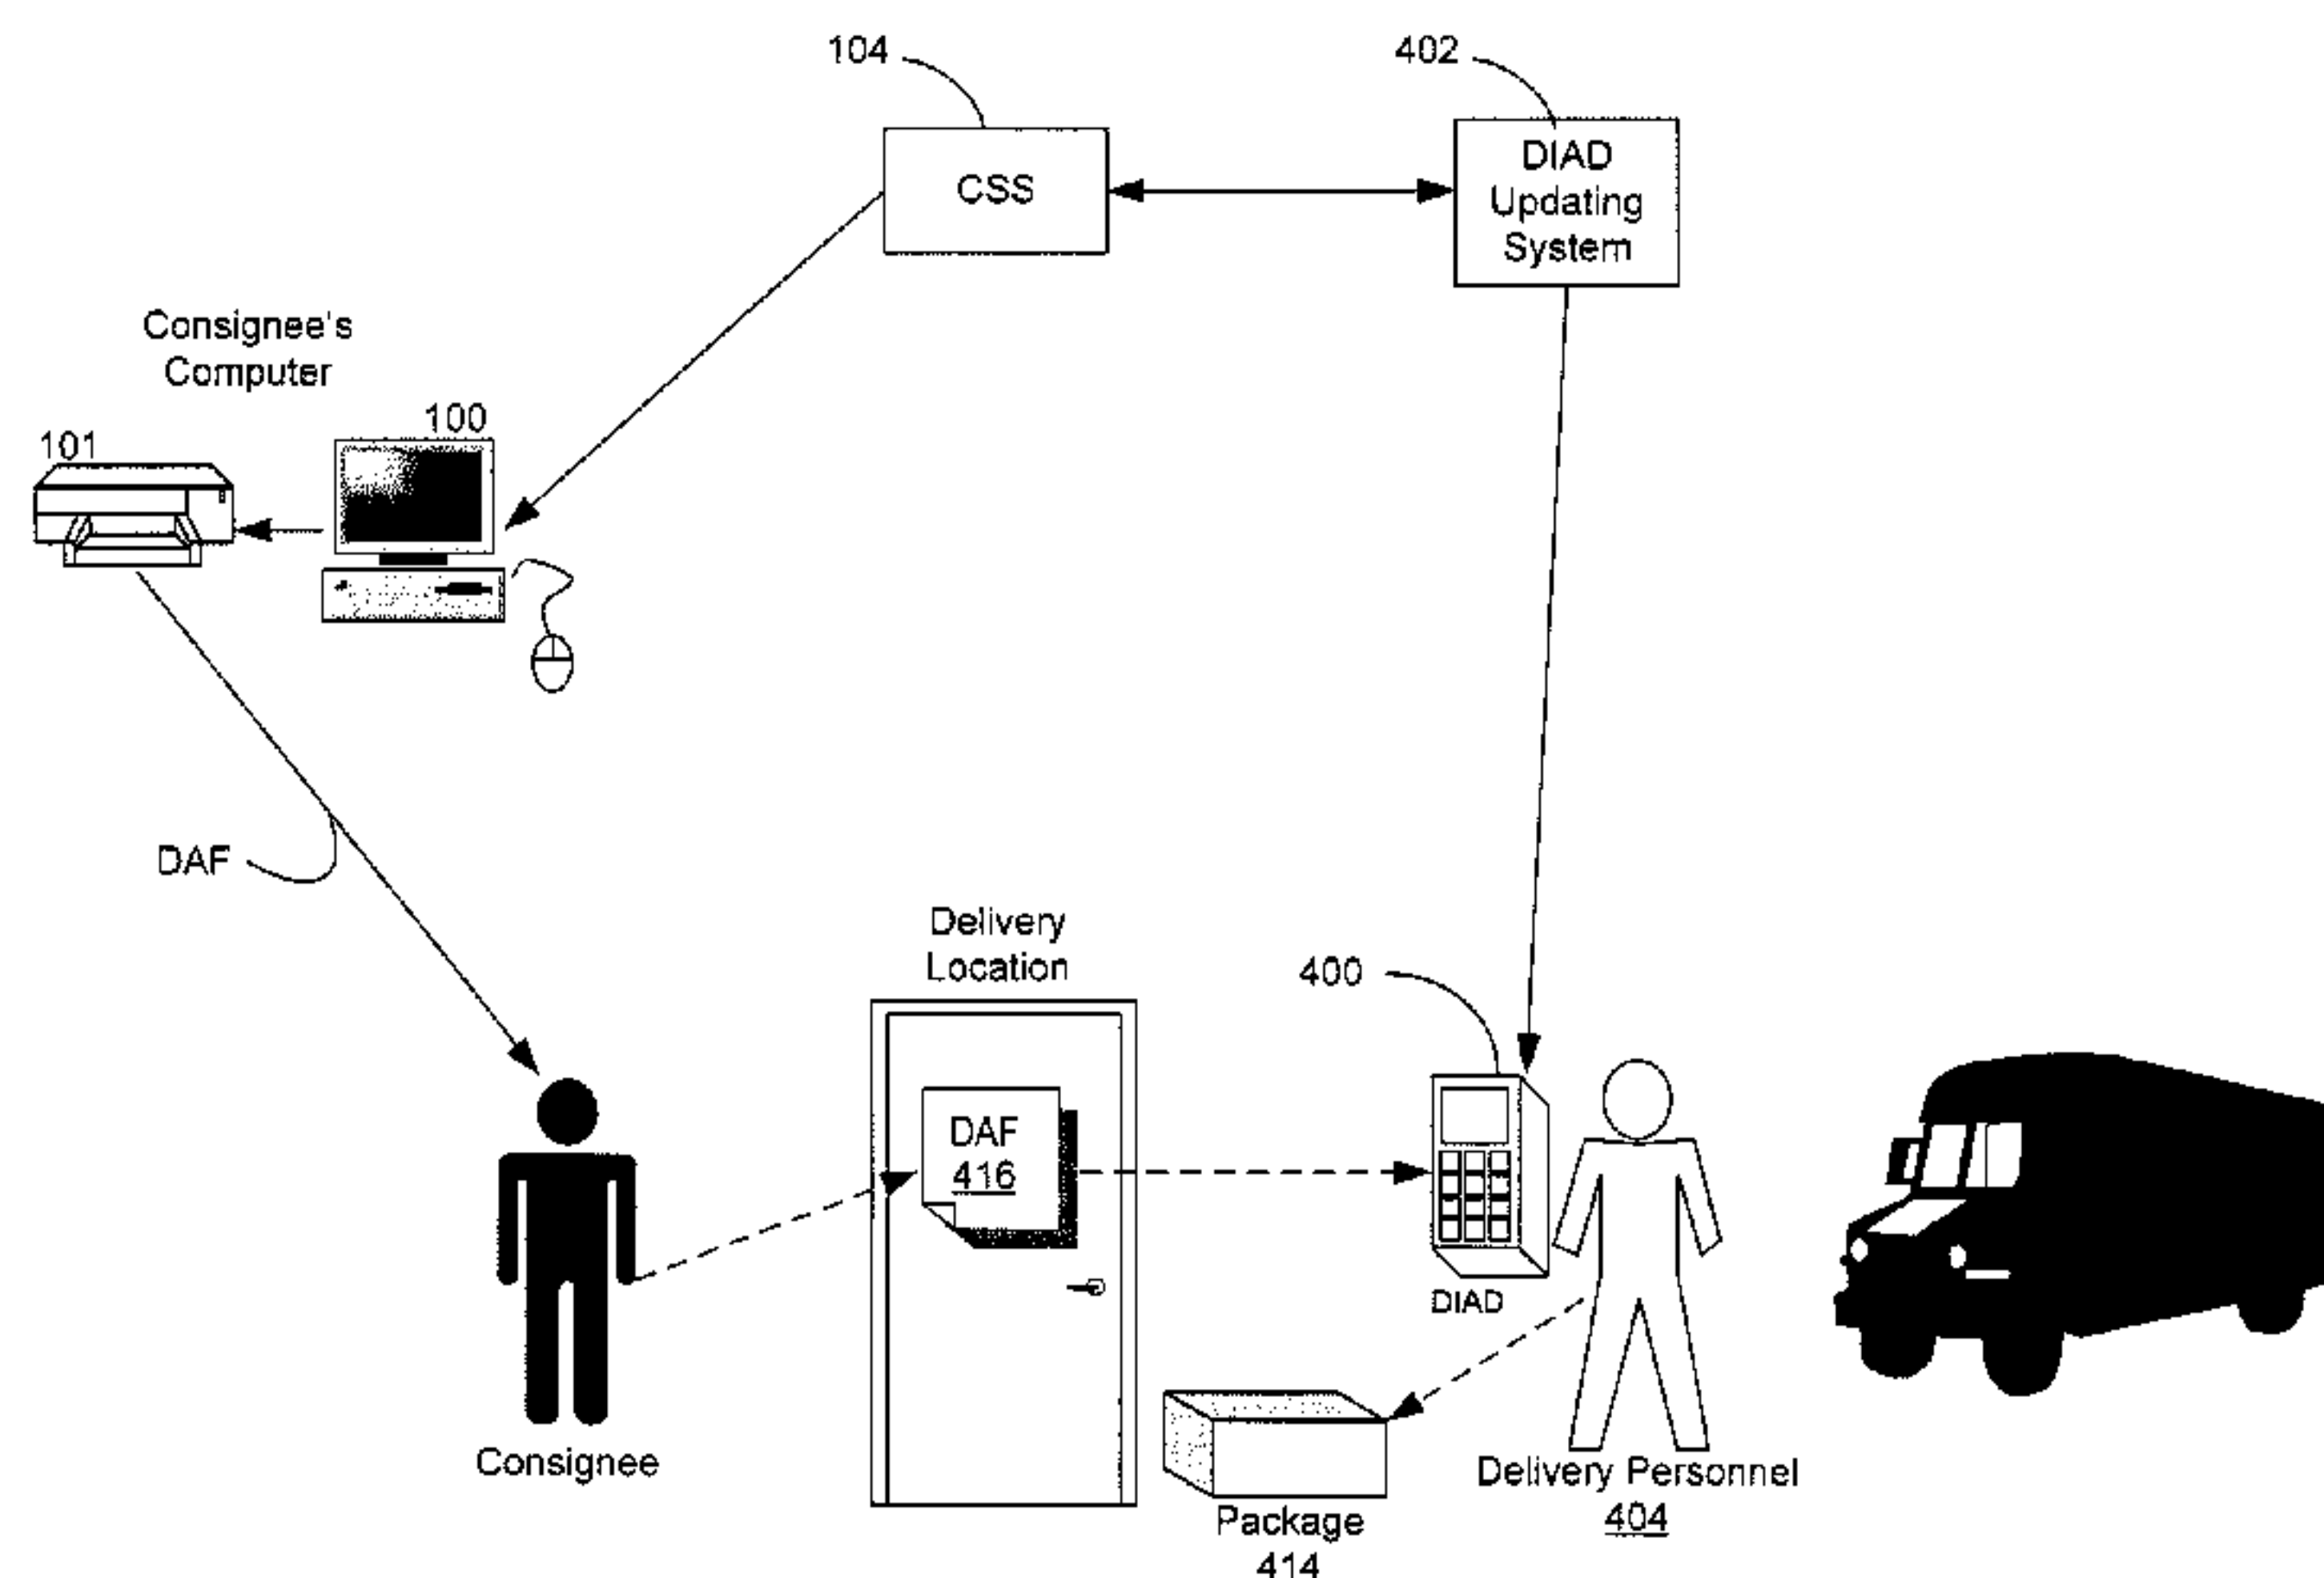 104
402
CSS
DIAD
Updating
System
Consignee's
Computer
100
101
DAF
Delivery
Location
400
DAF
416
DIAD
Consignee
Delivery Personnel
404
Package
414